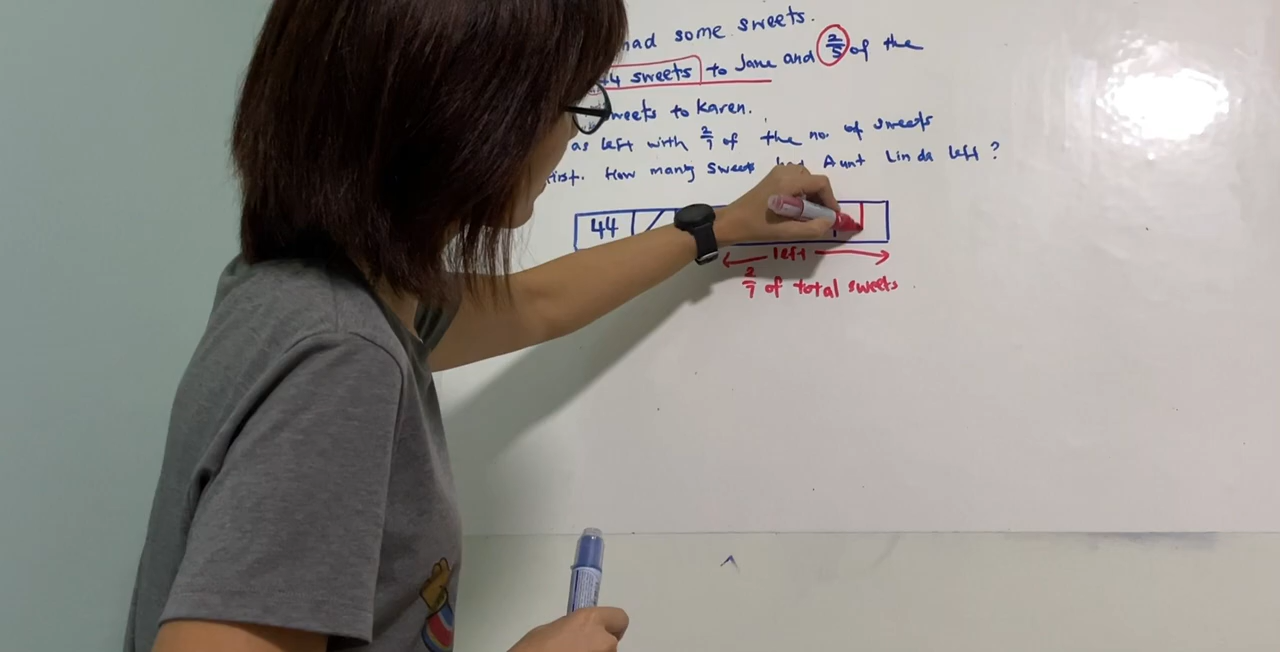 had some sweets.
44 sweets to Jane and 2/5 of the
sweets to Karen.
as left with 2/7 of the no. of sweets
first. How many sweets has Aunt Linda left?
44
left
2/7 of total sweets